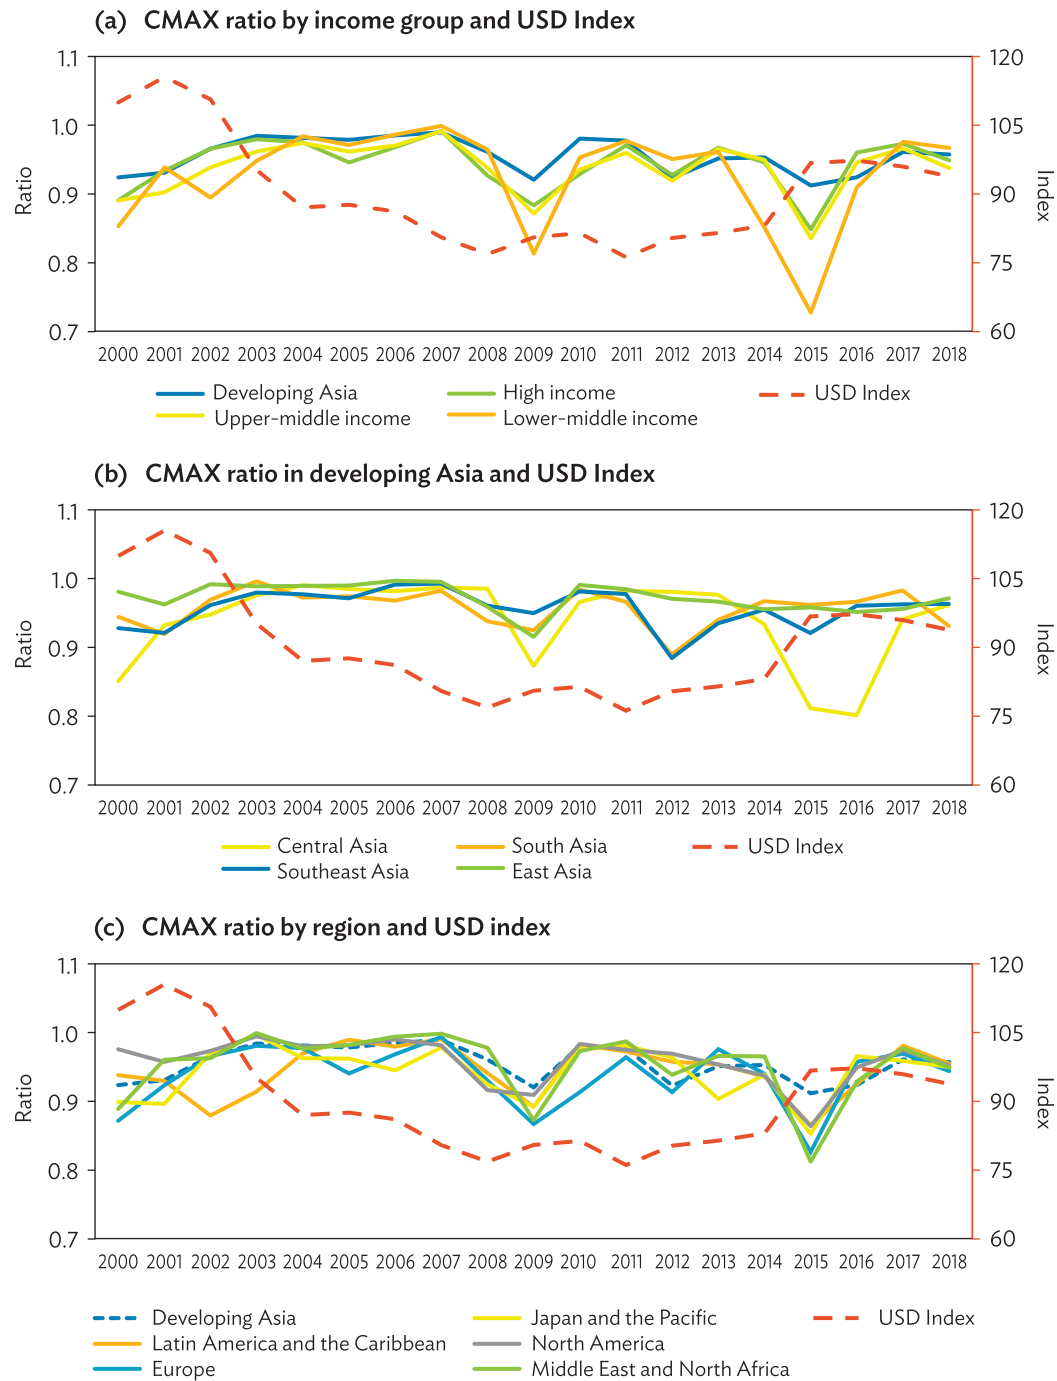 (a) CMAX ratio by income group and USD Index
1.1 120
1.0 105
0.9 90
0.8 75
0.7 60
Ratio
Index
2000 2001 2002 2003 2004 2005 2006 2007 2008 2009 2010 2011 2012 2013 2014 2015 2016 2017 2018
Developing Asia High income USD Index
Upper-middle income Lower-middle income
(b) CMAX ratio in developing Asia and USD Index
1.1 120
1.0 105
0.9 90
0.8 75
0.7 60
Ratio
Index
2000 2001 2002 2003 2004 2005 2006 2007 2008 2009 2010 2011 2012 2013 2014 2015 2016 2017 2018
Central Asia South Asia USD Index
Southeast Asia East Asia
(c) CMAX ratio by region and USD index
1.1 120
1.0 105
0.9 90
0.8 75
0.7 60
Ratio
Index
2000 2001 2002 2003 2004 2005 2006 2007 2008 2009 2010 2011 2012 2013 2014 2015 2016 2017 2018
Developing Asia Japan and the Pacific USD Index
Latin America and the Caribbean North America
Europe Middle East and North Africa